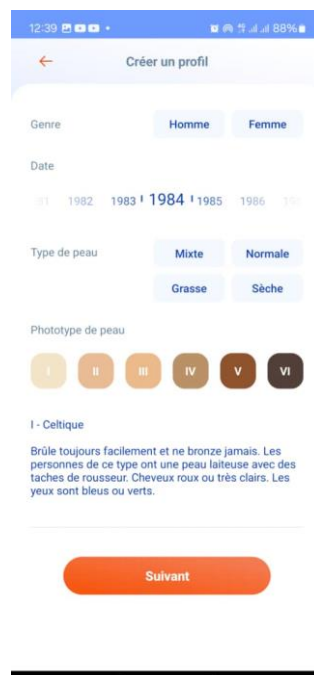 12:39 88%
Créer un profil
Genre Homme Femme
Date
1982 1983 1984 1985 1986
Type de peau Mixte Normale
Grasse Sèche
Phototype de peau
I II III IV V VI
I - Celtique
Brûle toujours facilement et ne bronze jamais. Les
personnes de ce type ont une peau laiteuse avec des
taches de rousseur. Cheveux roux ou très clairs. Les
yeux sont bleus ou verts.
Suivant